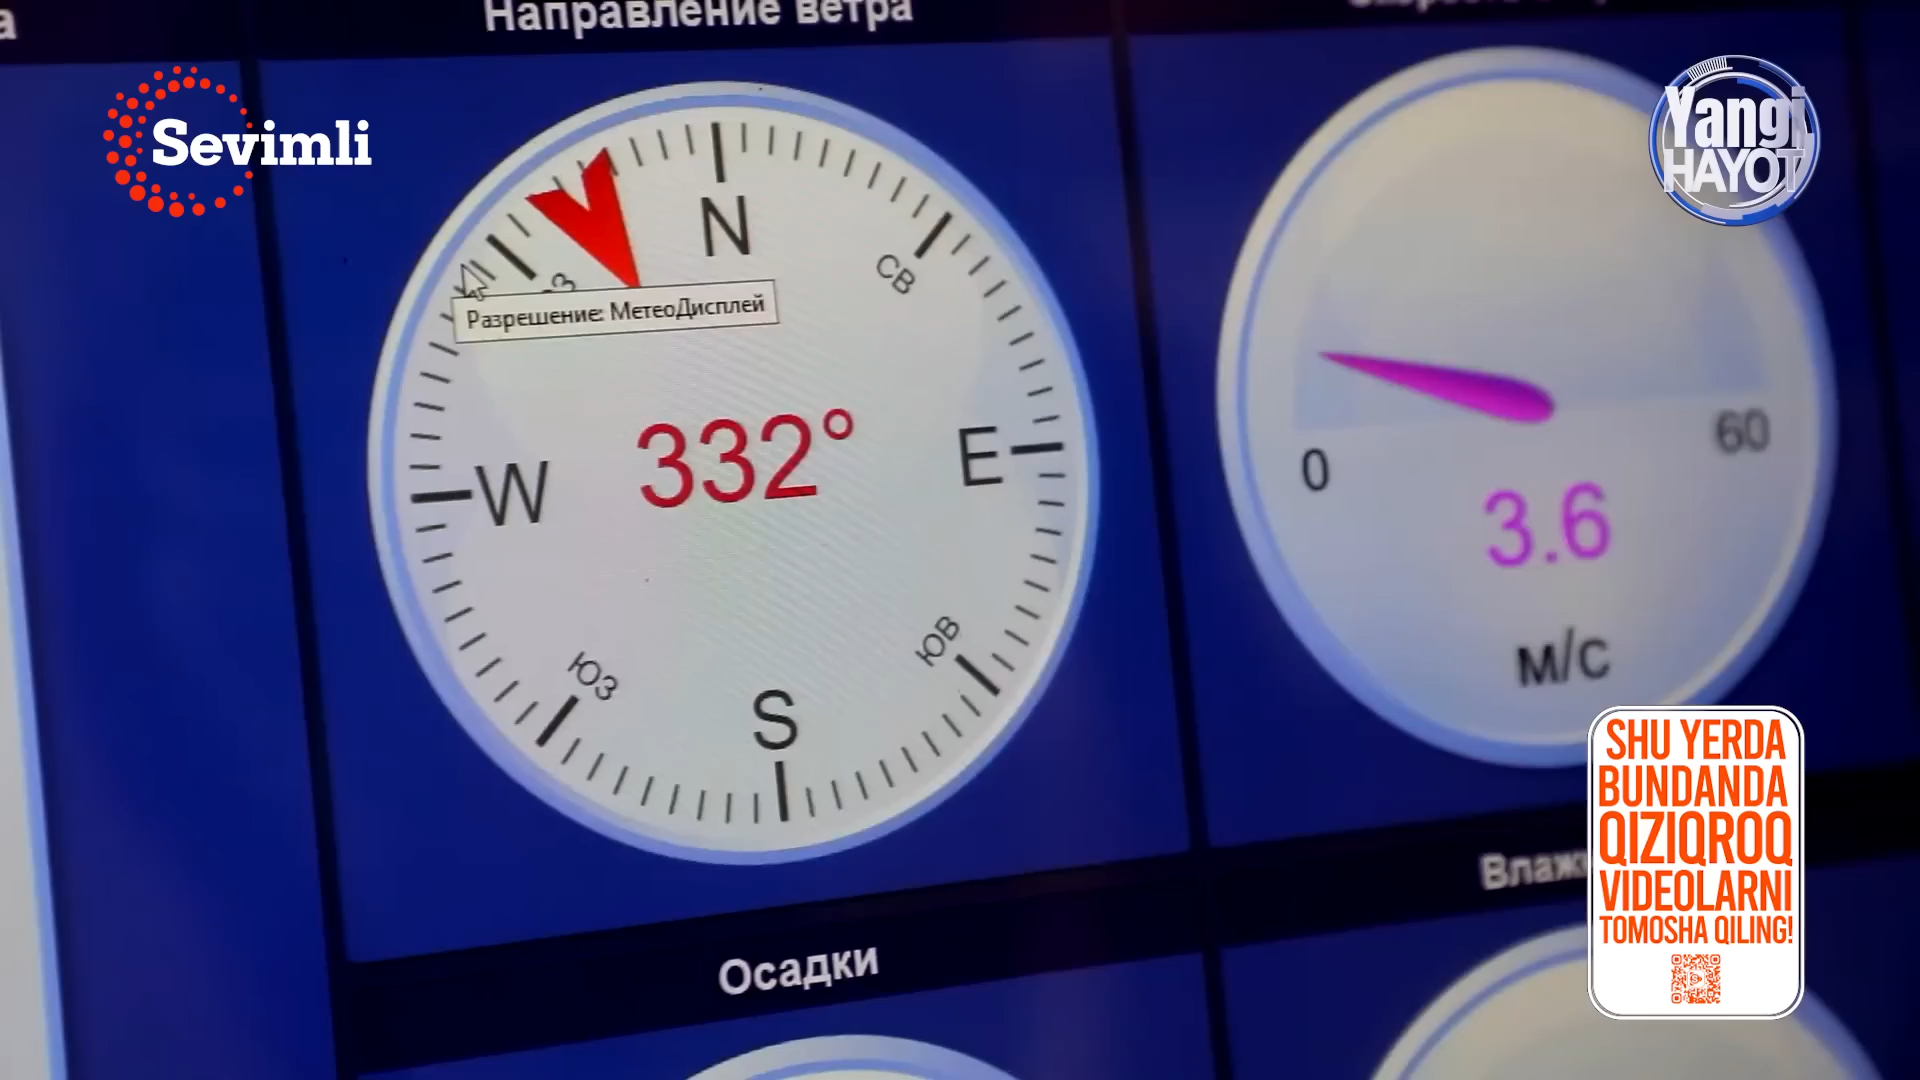 Направление ветра
Sevimli
Yangi
HAYOT
N
СВ
Разрешение: МетеоДисплей
332°
W
E
ЮЗ
ЮВ
S
0
60
3.6
М/С
SHU YERDA
BUNDANDA
QIZIQROQ
VIDEOLARNI
TOMOSHA QILING!
Осадки